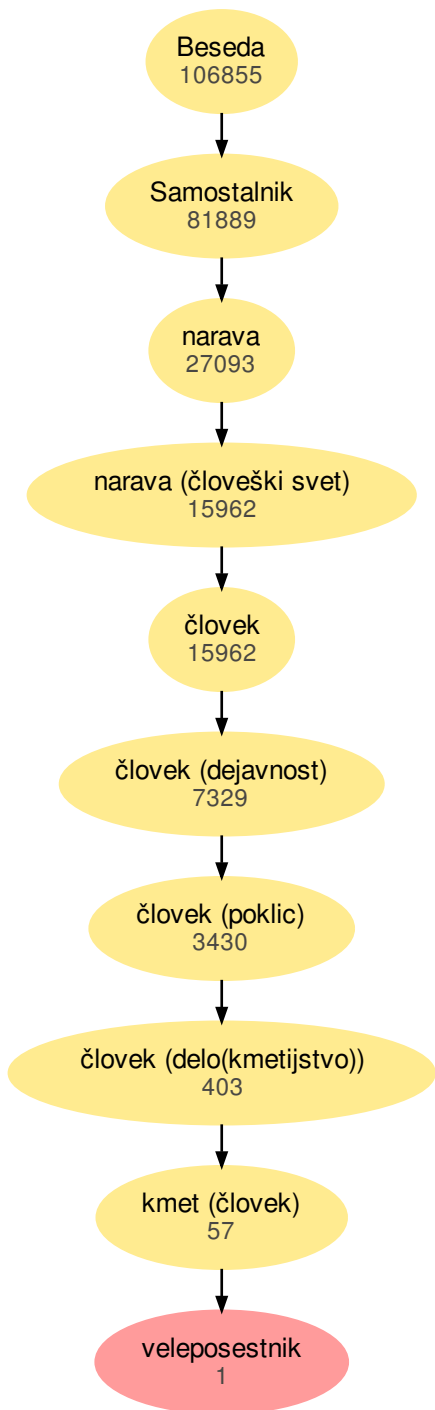 Beseda
106855
Samostalnik
81889
narava
27093
narava (človeški svet)
15962
človek
15962
človek (dejavnost)
7329
človek (poklic)
3430
človek (delo(kmetijstvo))
403
kmet (človek)
57
veleposestnik
1